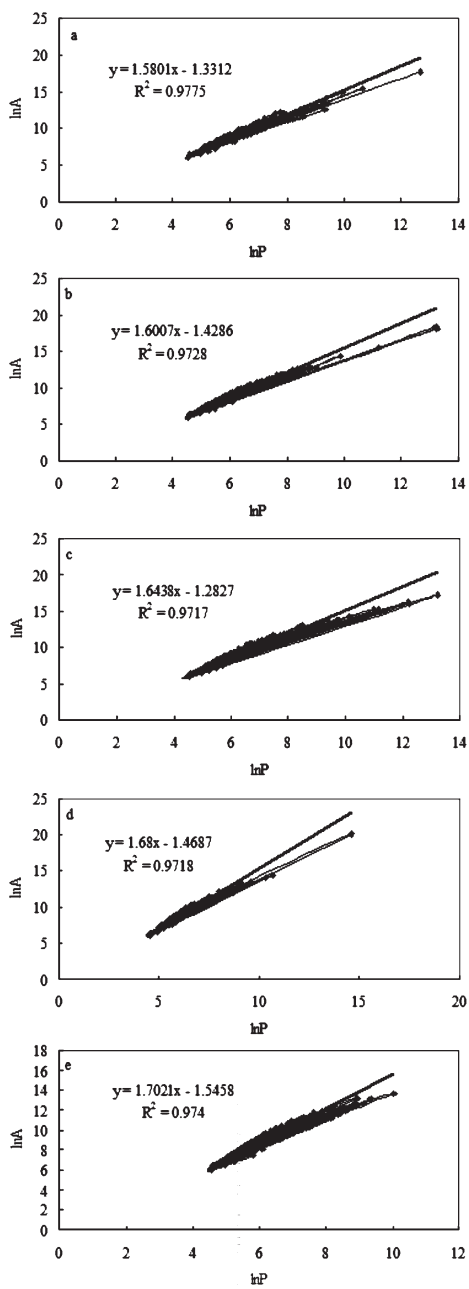 a
y = 1.5801x - 1.3312
R² = 0.9775
lnA
25
20
15
10
5
0
0 2 4 6 8 10 12 14
lnP
b
y = 1.6007x - 1.4286
R² = 0.9728
lnA
25
20
15
10
5
0
0 2 4 6 8 10 12 14
lnP
c
y = 1.6438x - 1.2827
R² = 0.9717
lnA
25
20
15
10
5
0
0 2 4 6 8 10 12 14
lnP
d
y = 1.68x - 1.4687
R² = 0.9718
lnA
25
20
15
10
5
0
0 5 10 15 20
lnP
e
y = 1.7021x - 1.5458
R² = 0.974
lnA
18
16
14
12
10
8
6
4
2
0
0 2 4 6 8 10 12
lnP